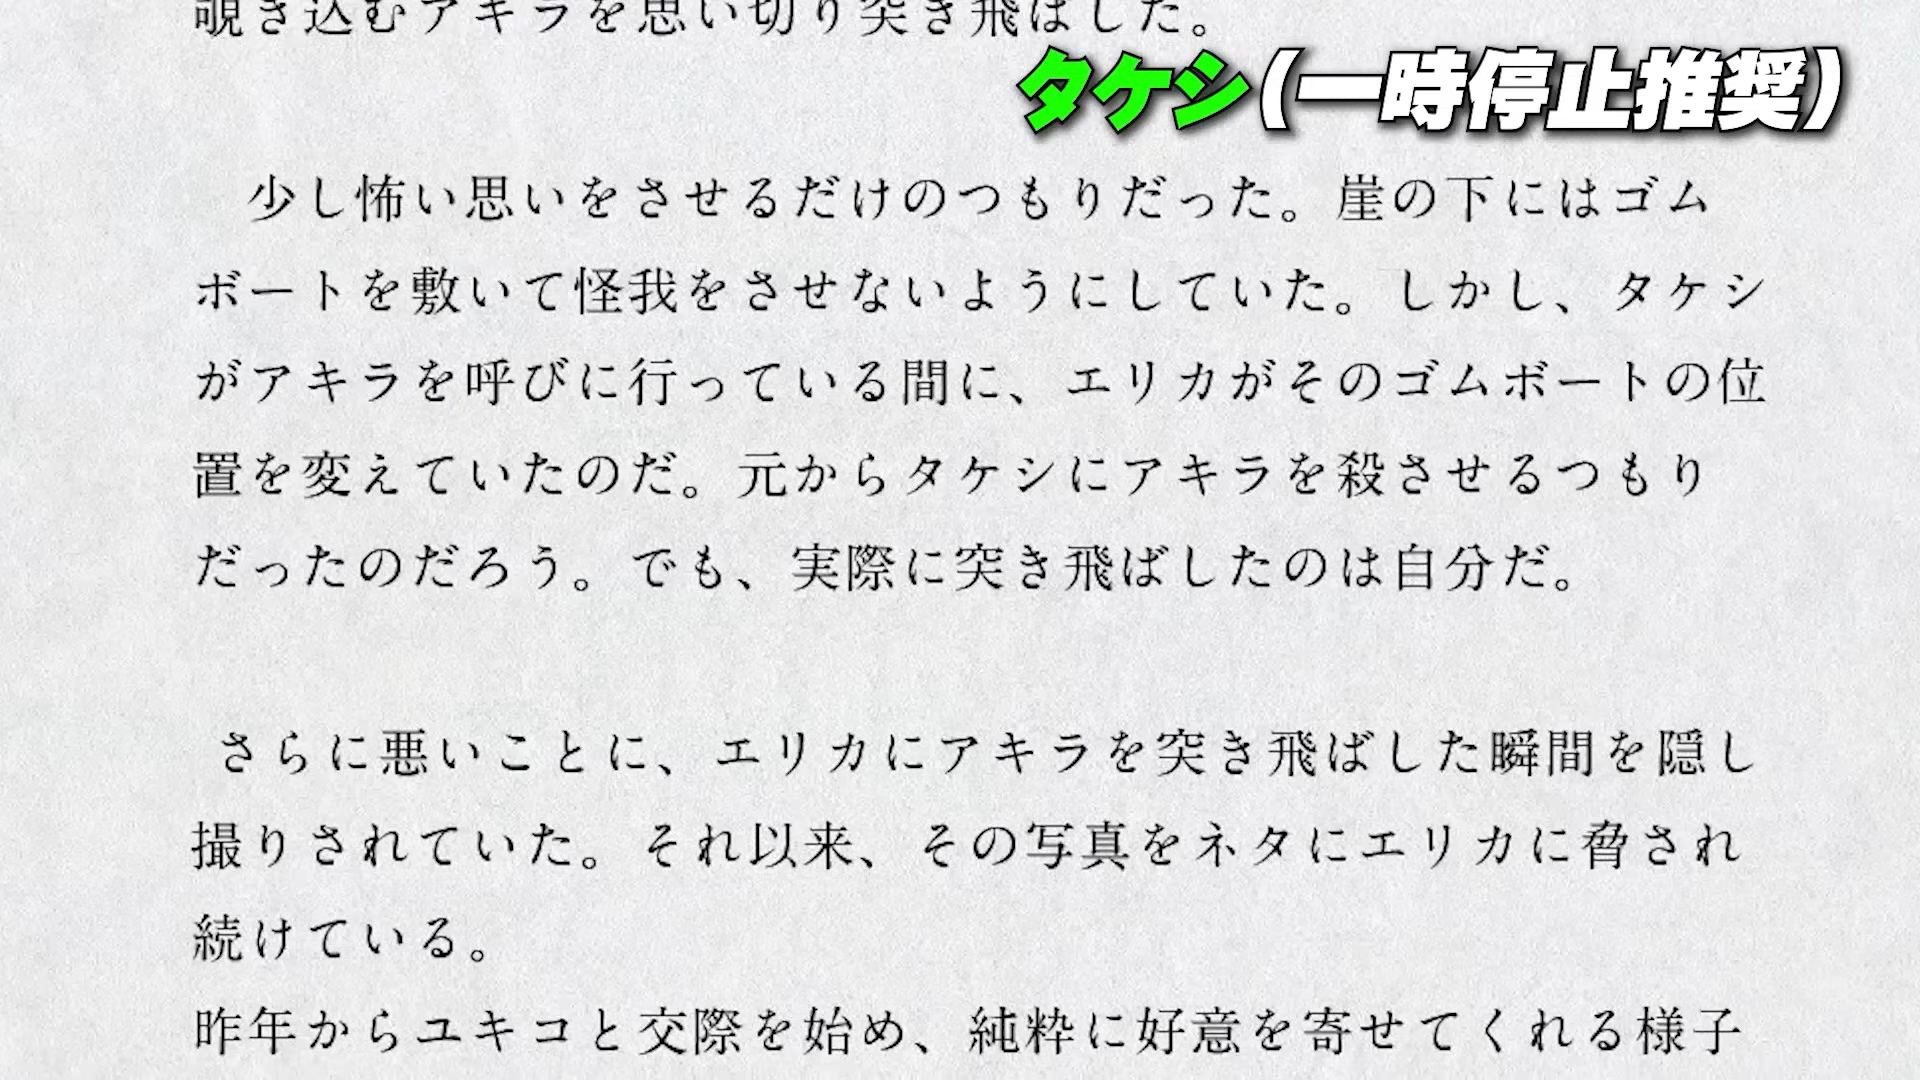 覗き込むアキラを思い切り突き飛ばした。
タケシ(一時停止推奨)
少し怖い思いをさせるだけのつもりだった。崖の下にはゴム
ボートを敷いて怪我をさせないようにしていた。しかし、タケシ
がアキラを呼びに行っている間に、エリカがそのゴムボートの位
置を変えていたのだ。元からタケシにアキラを殺させるつもり
だったのだろう。でも、実際に突き飛ばしたのは自分だ。
さらに悪いことに、エリカにアキラを突き飛ばした瞬間を隠し
撮りされていた。それ以来、その写真をネタにエリカに脅され
続けている。
昨年からユキコと交際を始め、純粋に好意を寄せてくれる様子